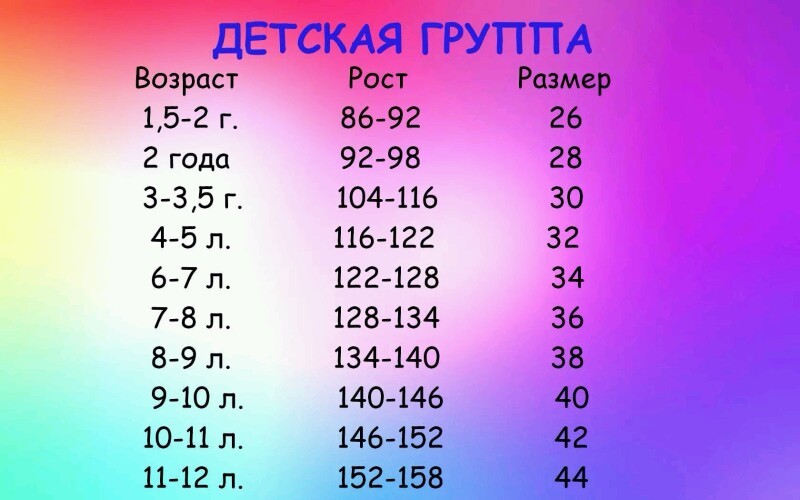 ДЕТСКАЯ ГРУППА
Возраст Рост Размер
1,5-2 г. 86-92 26
2 года 92-98 28
3-3,5 г. 104-116 30
4-5 л. 116-122 32
6-7 л. 122-128 34
7-8 л. 128-134 36
8-9 л. 134-140 38
9-10 л. 140-146 40
10-11 л. 146-152 42
11-12 л. 152-158 44